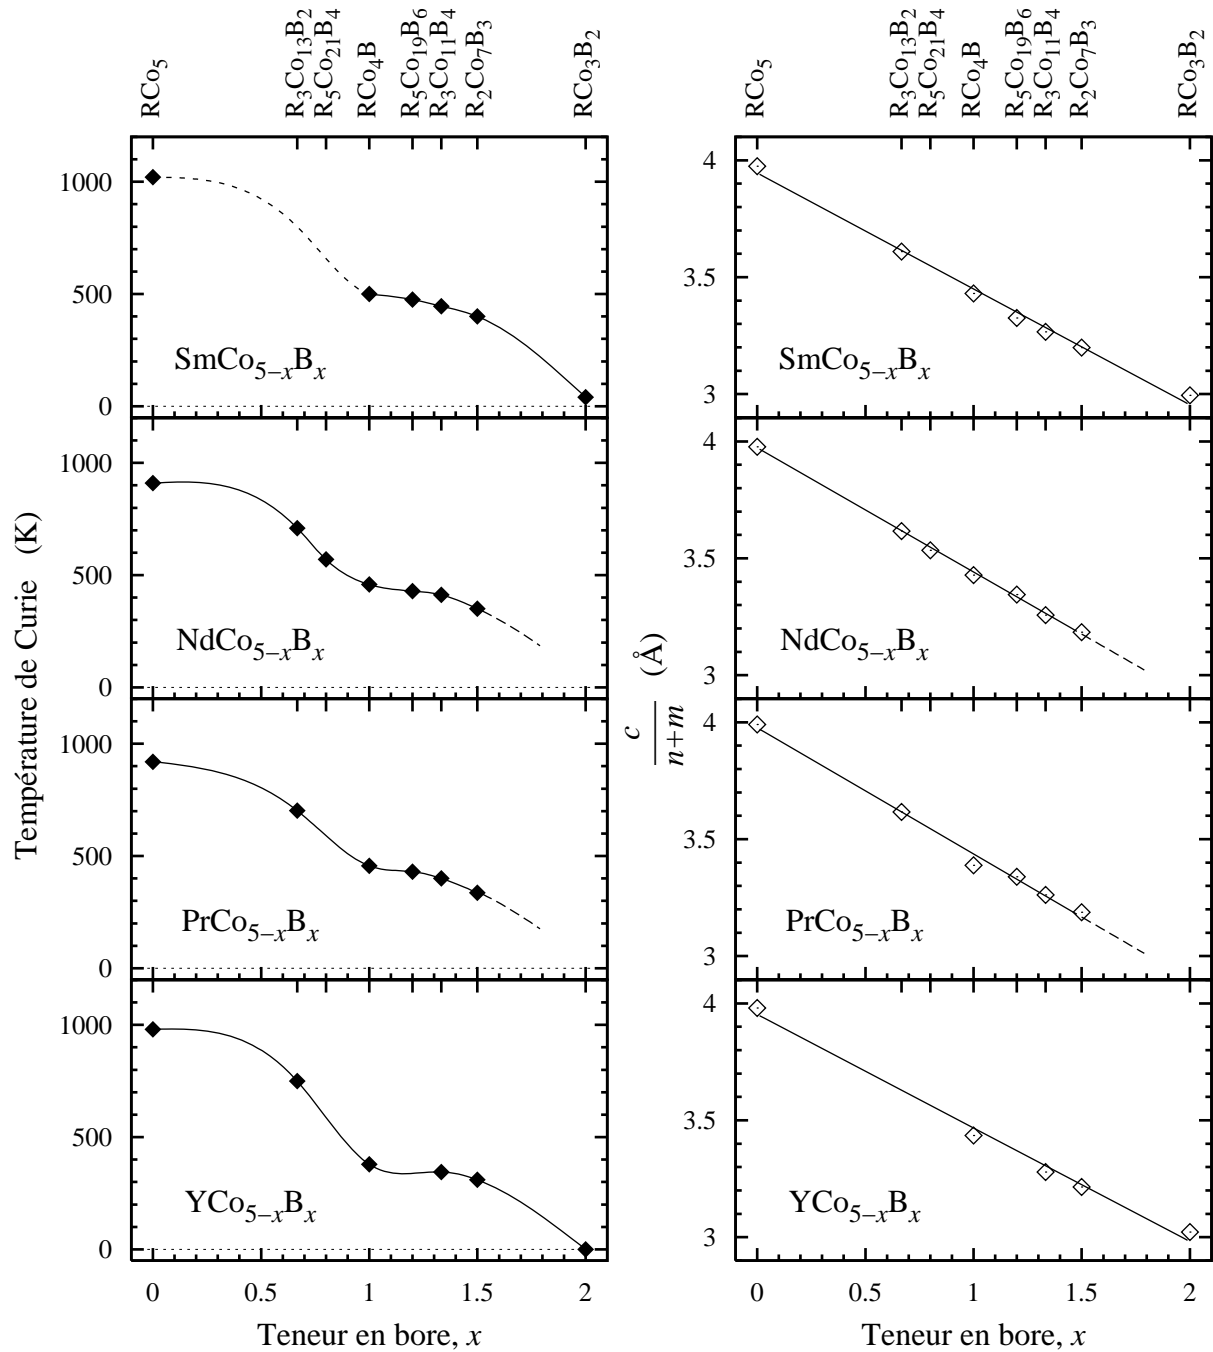 RCo5
R3Co13B2
R5Co21B4
RCo4B
R5Co19B6
R3Co11B4
R2Co7B3
RCo3B2
RCo5
R3Co13B2
R5Co21B4
RCo4B
R5Co19B6
R3Co11B4
R2Co7B3
RCo3B2
Température de Curie (K)
1000
500
0
SmCo5–xBx
1000
500
0
NdCo5–xBx
1000
500
0
PrCo5–xBx
1000
500
0
YCo5–xBx
0 0.5 1 1.5 2
Teneur en bore, x
c
n+m
(Å)
4
3.5
3
SmCo5–xBx
4
3.5
3
NdCo5–xBx
4
3.5
3
PrCo5–xBx
4
3.5
3
YCo5–xBx
0 0.5 1 1.5 2
Teneur en bore, x